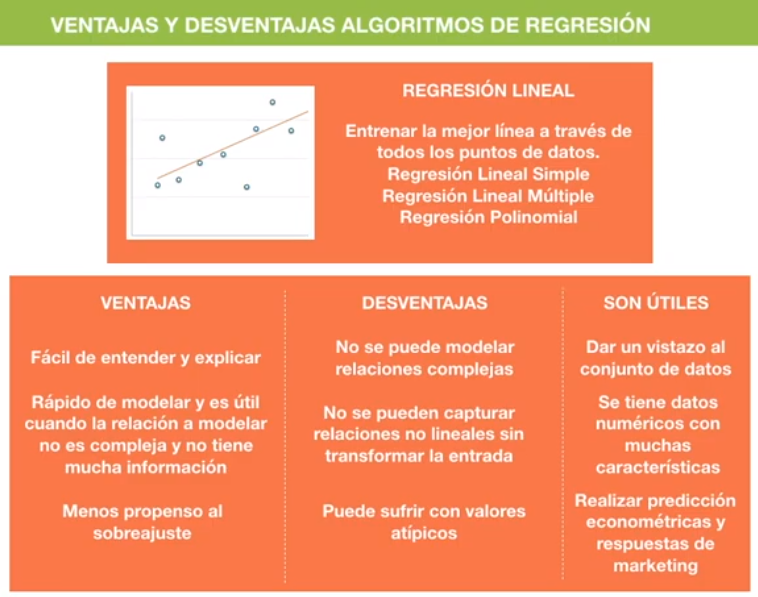 VENTAJAS Y DESVENTAJAS ALGORITMOS DE REGRESIÓN
REGRESIÓN LINEAL
Entrenar la mejor línea a través de
todos los puntos de datos.
Regresión Lineal Simple
Regresión Lineal Múltiple
Regresión Polinomial
VENTAJAS
Fácil de entender y explicar
Rápido de modelar y es útil
cuando la relación a modelar
no es compleja y no tiene
mucha información
Menos propenso al
sobreajuste
DESVENTAJAS
No se puede modelar
relaciones complejas
No se pueden capturar
relaciones no lineales sin
transformar la entrada
Puede sufrir con valores
atípicos
SON ÚTILES
Dar un vistazo al
conjunto de datos
Se tiene datos
numéricos con
muchas
características
Realizar predicción
econométricas y
respuestas de
marketing